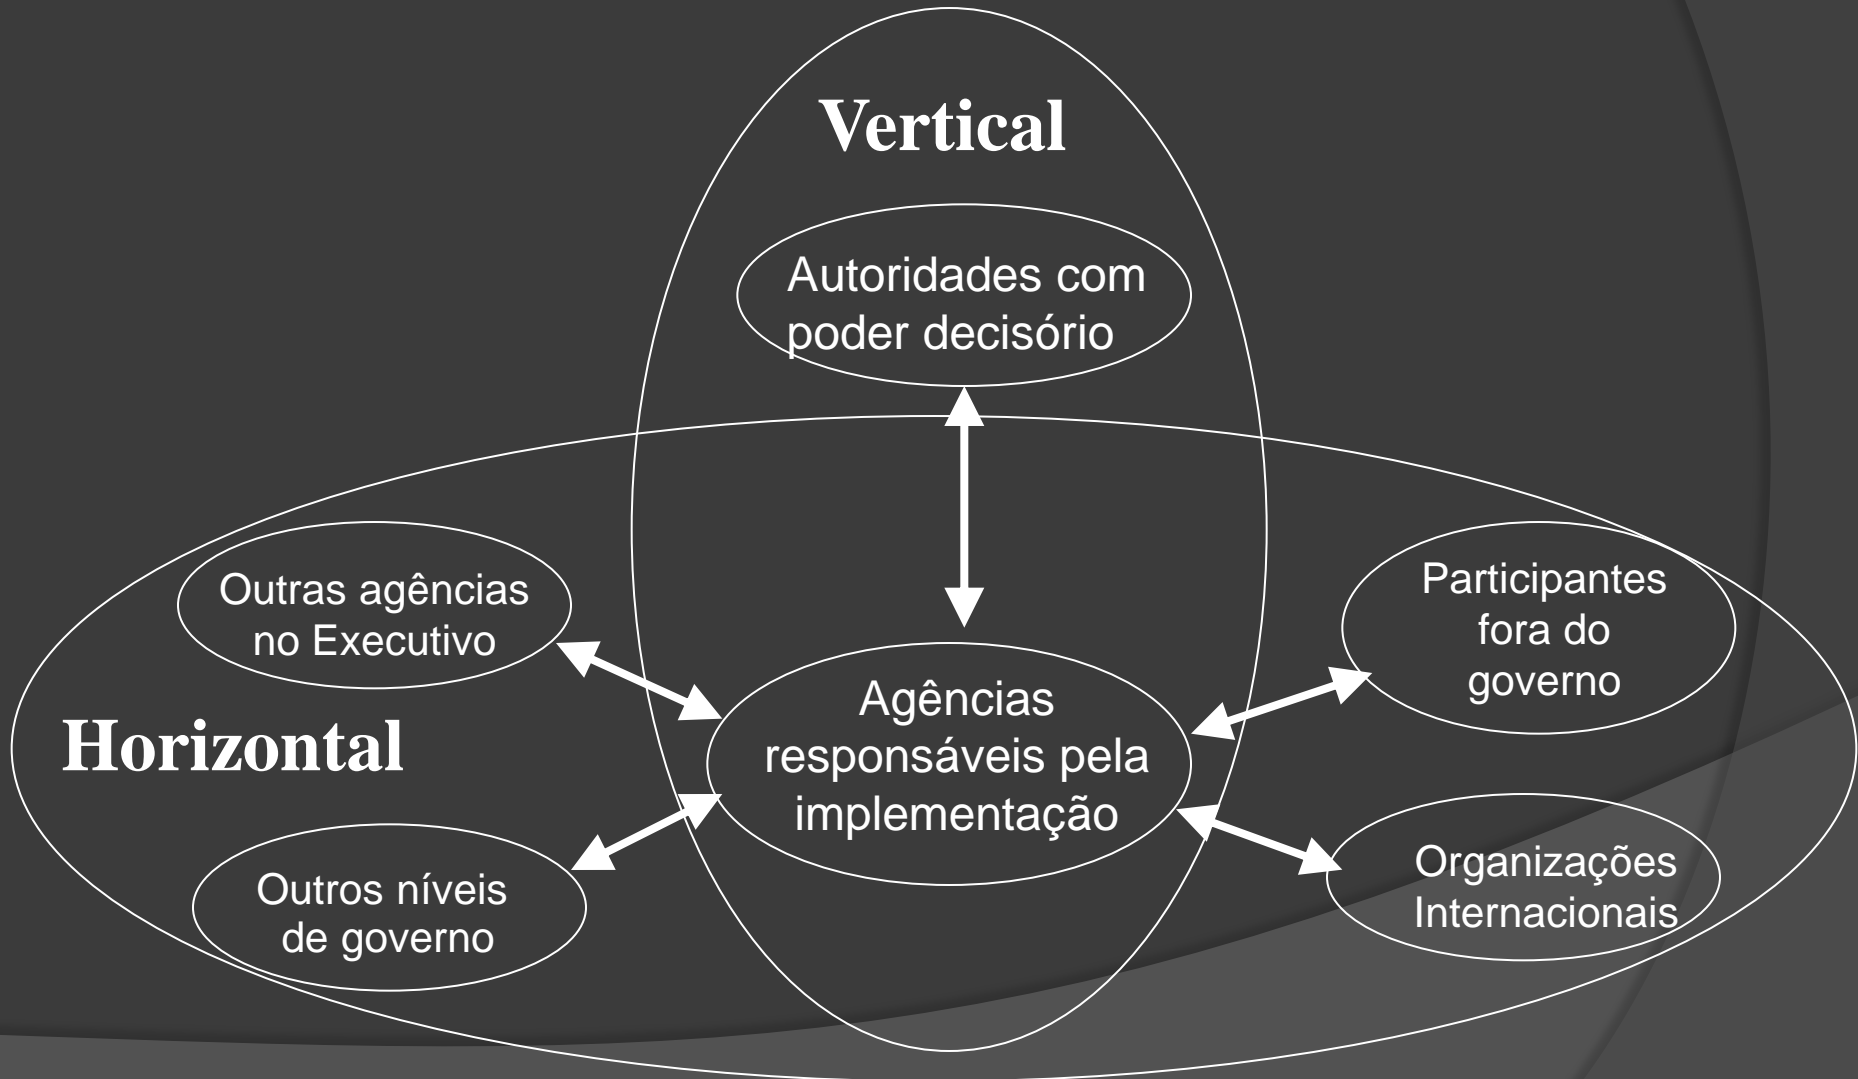 Vertical
Autoridades com
poder decisório
Outras agências
no Executivo
Participantes
fora do
governo
Horizontal
Agências
responsáveis pela
implementação
Outros níveis
de governo
Organizações
Internacionais